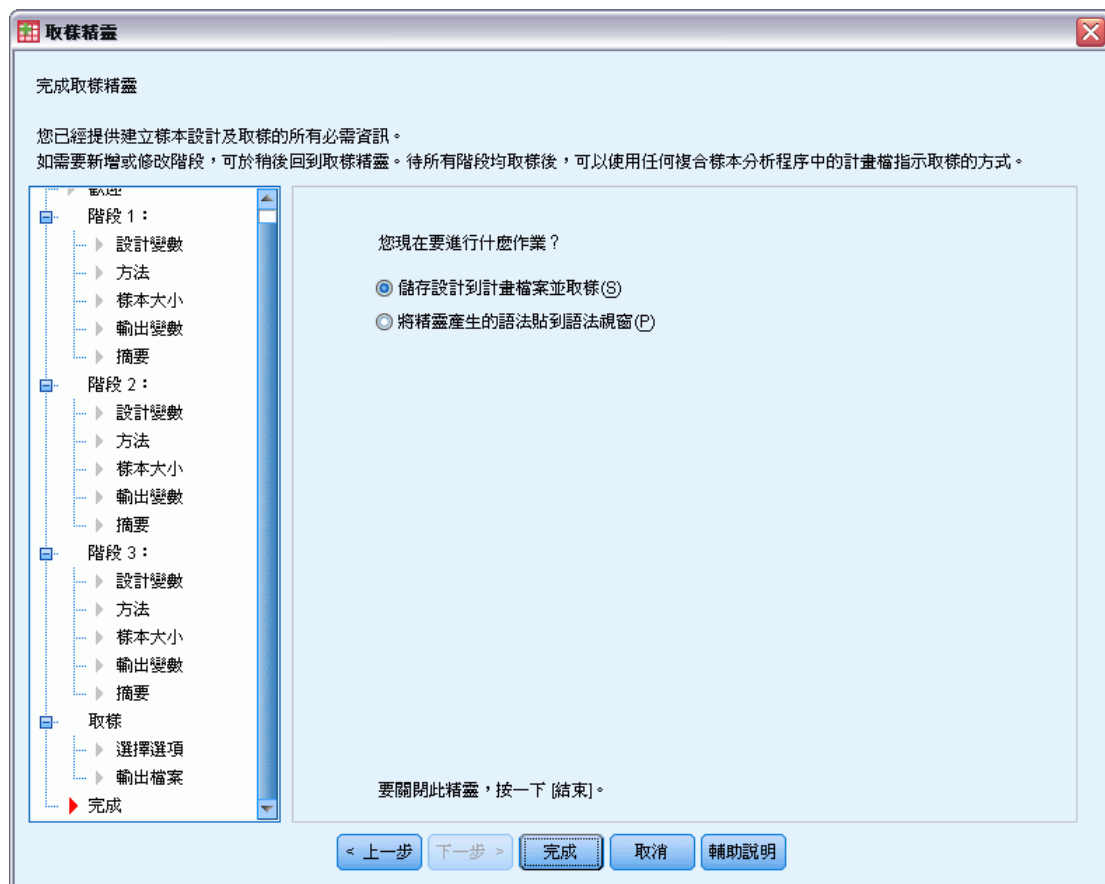 取樣精靈
完成取樣精靈
您已經提供建立樣本設計及取樣的所有必需資訊。
如需要新增或修改階段，可於稍後回到取樣精靈。待所有階段均取樣後，可以使用任何複合樣本分析程序中的計畫檔指示取樣的方式。
歡迎
階段 1：
設計變數
方法
樣本大小
輸出變數
摘要
階段 2：
設計變數
方法
樣本大小
輸出變數
摘要
階段 3：
設計變數
方法
樣本大小
輸出變數
摘要
取樣
選擇選項
輸出檔案
完成
您現在要進行什麼作業？
儲存設計到計畫檔案並取樣(S)
將精靈產生的語法貼到語法視窗(P)
要關閉此精靈，按一下 [結束]。
< 上一步
下一步 >
完成
取消
輔助說明